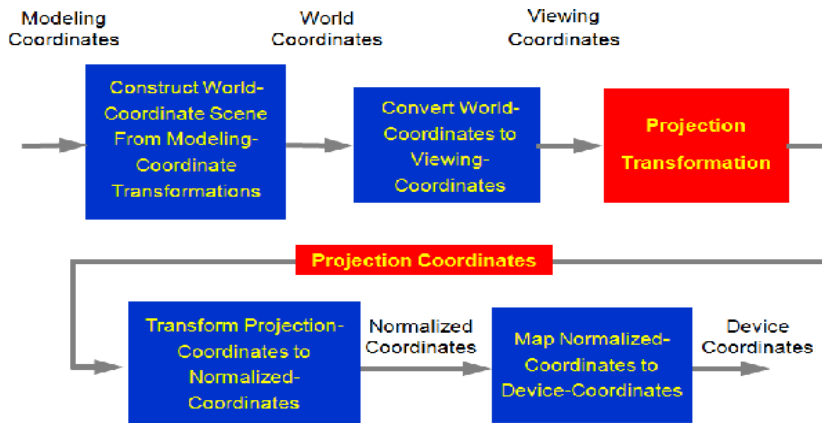 Modeling
Coordinates
World
Coordinates
Viewing
Coordinates
Construct World-
Coordinate Scene
From Modeling-
Coordinate
Transformations
Convert World-
Coordinates to
Viewing-
Coordinates
Projection
Transformation
Projection Coordinates
Transform Projection-
Coordinates to
Normalized-
Coordinates
Normalized
Coordinates
Map Normalized-
Coordinates to
Device-Coordinates
Device
Coordinates